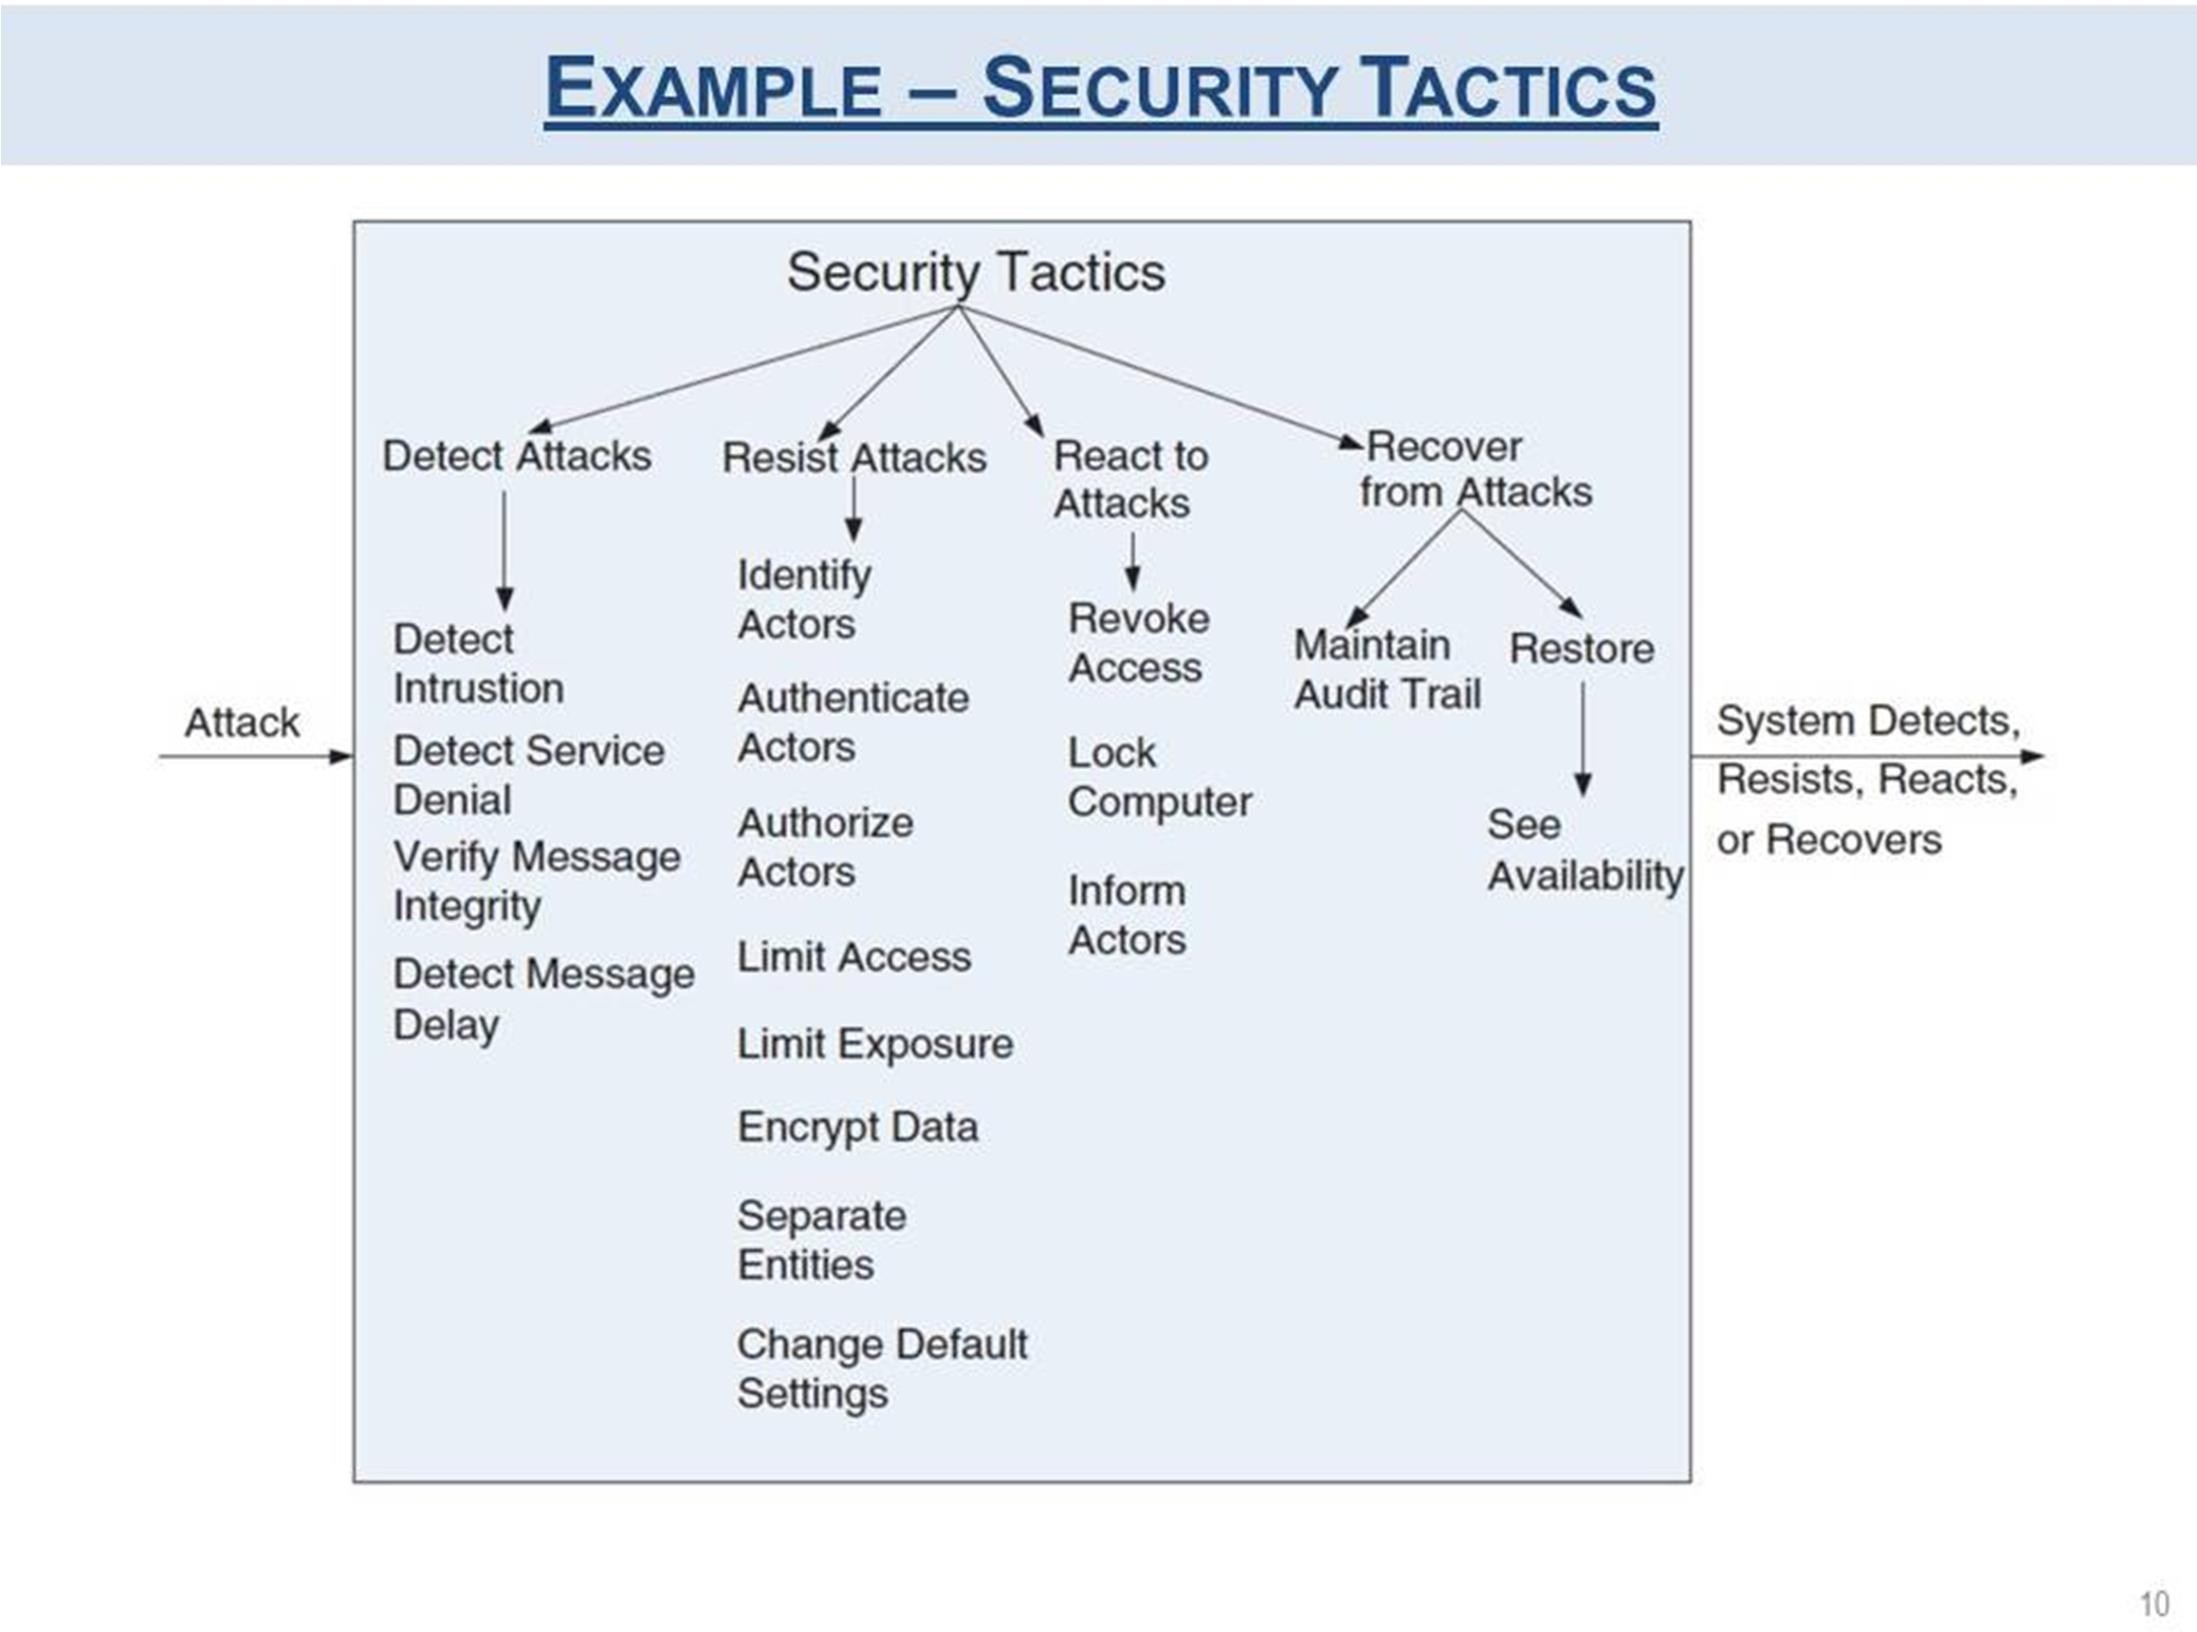 EXAMPLE – SECURITY TACTICS
Security Tactics
Detect Attacks
Detect
Intrustion
Detect Service
Denial
Verify Message
Integrity
Detect Message
Delay
Resist Attacks
Identify
Actors
Authenticate
Actors
Authorize
Actors
Limit Access
Limit Exposure
Encrypt Data
Separate
Entities
Change Default
Settings
React to
Attacks
Revoke
Access
Lock
Computer
Inform
Actors
Recover
from Attacks
Maintain
Audit Trail
Restore
See
Availability
Attack
System Detects,
Resists, Reacts,
or Recovers
10